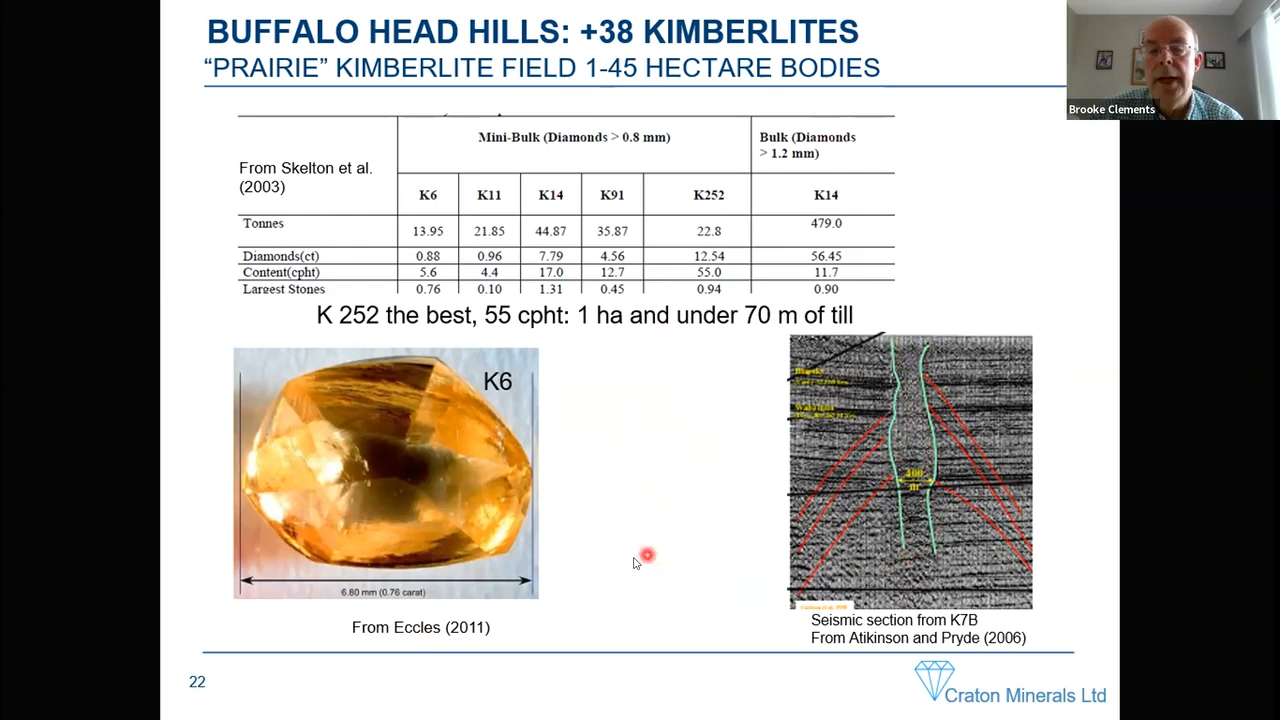 BUFFALO HEAD HILLS: +38 KIMBERLITES
“PRAIRIE” KIMBERLITE FIELD 1-45 HECTARE BODIES
Brooke Clements
From Skelton et al. (2003)
Mini-Bulk (Diamonds > 0.8 mm)
Bulk (Diamonds > 1.2 mm)
K6 K11 K14 K91 K252 K14
Tonnes 13.95 21.85 44.87 35.87 22.8 479.0
Diamonds(ct) 0.88 0.96 7.79 4.56 12.54 56.45
Content(cpht) 5.6 4.4 17.0 12.7 55.0 11.7
Largest Stones 0.76 0.10 1.31 0.45 0.94 0.90
K 252 the best, 55 cpht: 1 ha and under 70 m of till
K6
6.80 mm (0.76 carat)
From Eccles (2011)
m
Seismic section from K7B
From Atikinson and Pryde (2006)
22
Craton Minerals Ltd